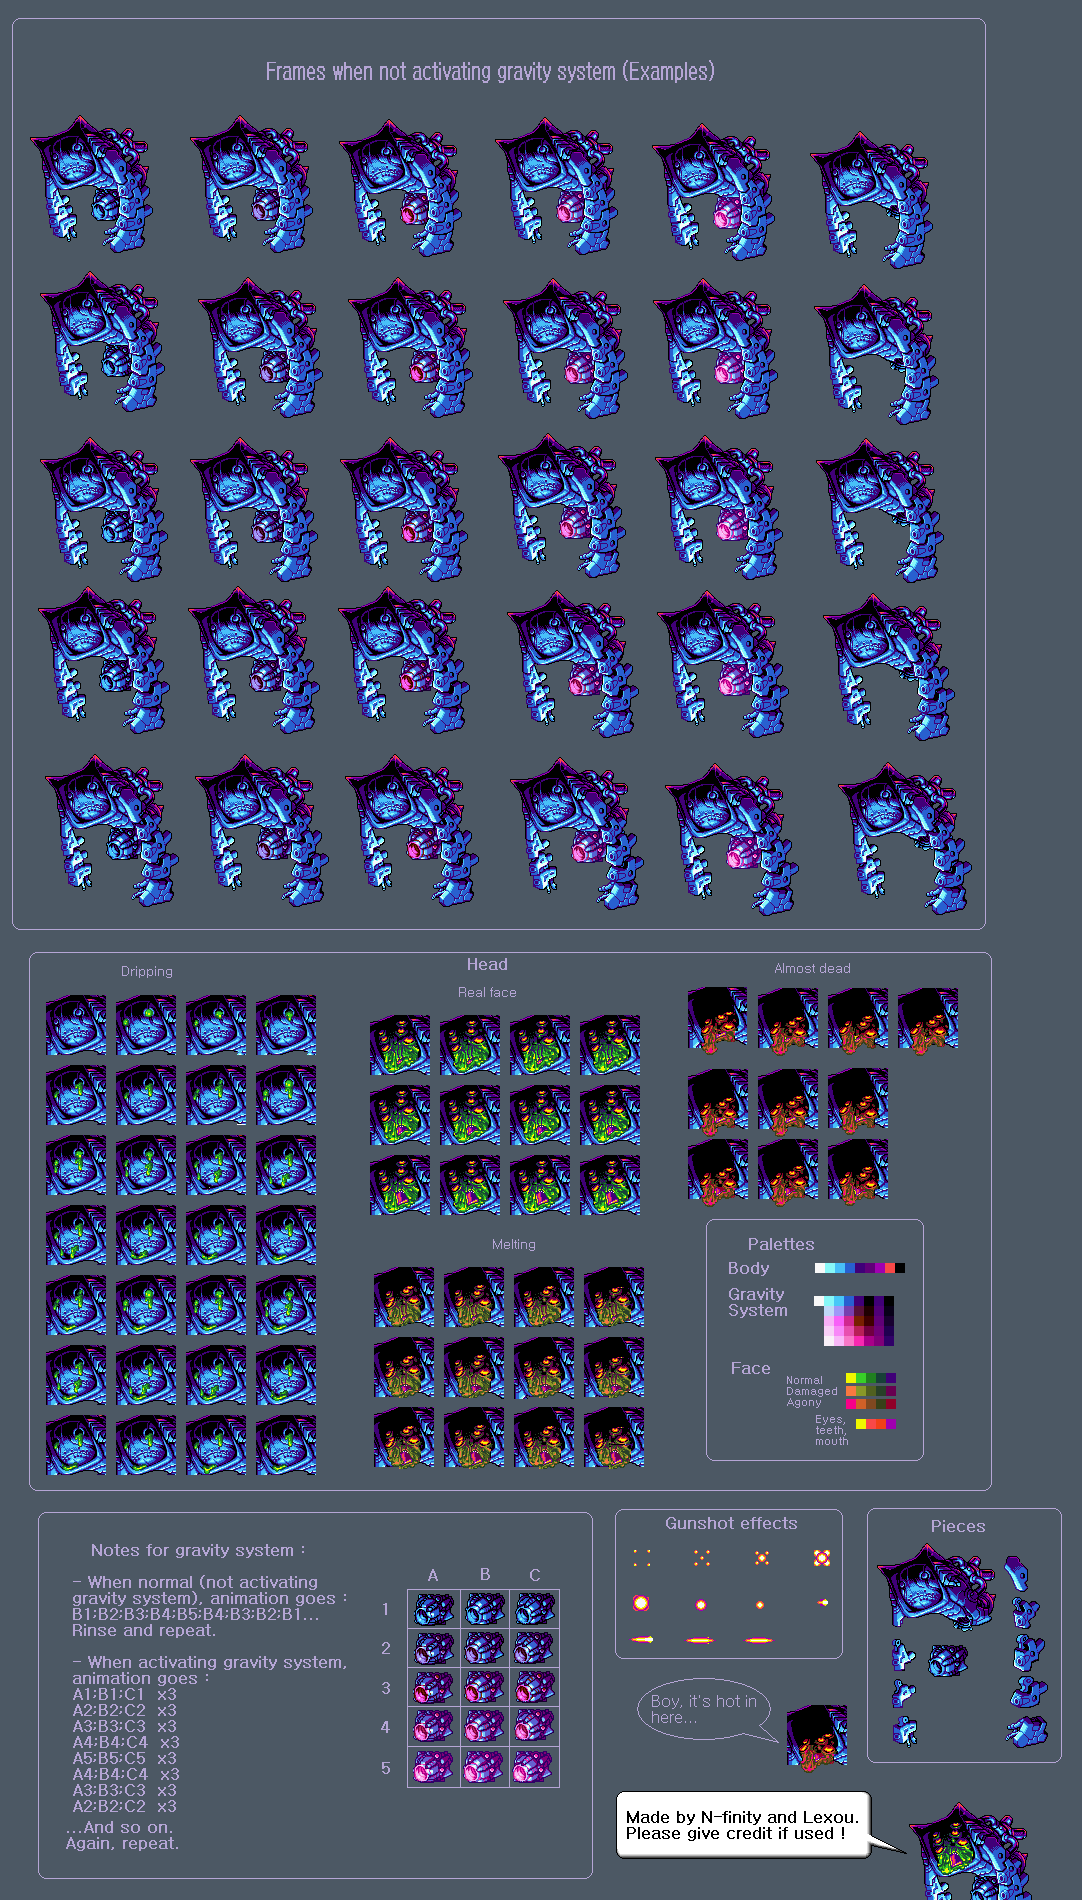 Frames when not activating gravity system (Examples)
Head
Dripping
Real face
Almost dead
Melting
Palettes
Body
Gravity
System
Face
Normal
Damaged
Agony
Eyes,
teeth,
mouth
Notes for gravity system :
- When normal (not activating
gravity system), animation goes :
B1;B2;B3;B4;B5;B4;B3;B2;B1...
Rinse and repeat.
- When activating gravity system,
animation goes :
A1;B1;C1 x3
A2;B2;C2 x3
A3;B3;C3 x3
A4;B4;C4 x3
A5;B5;C5 x3
A4;B4;C4 x3
A3;B3;C3 x3
A2;B2;C2 x3
...And so on.
Again, repeat.
A B C
1
2
3
4
5
Gunshot effects
Pieces
Boy, it's hot in
here...
Made by N-finity and Lexou.
Please give credit if used !